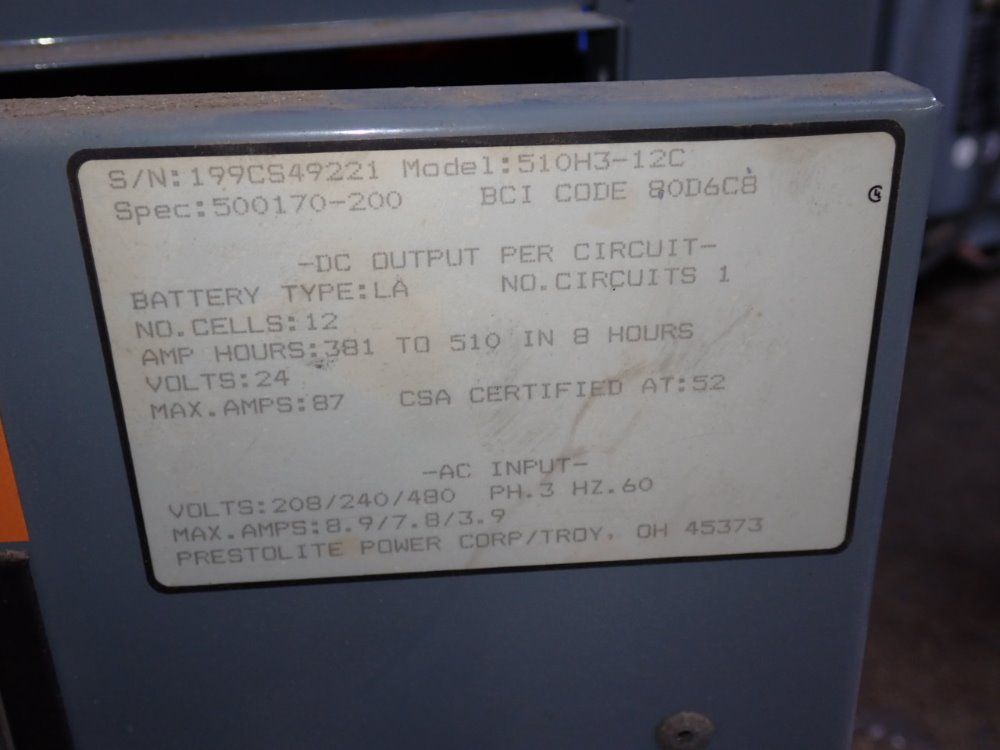 S/N:199CS49221 Model:510H3-12C
Spec:500170-200 BCI CODE 80D6C8
-DC OUTPUT PER CIRCUIT-
BATTERY TYPE:LA NO.CIRCUITS 1
NO.CELLS:12
AMP HOURS:381 TO 510 IN 8 HOURS
VOLTS:24
MAX.AMPS:87 CSA CERTIFIED AT:52
-AC INPUT-
VOLTS:208/240/480 PH.3 HZ.60
MAX.AMPS:8.9/7.8/3.9
PRESTOLITE POWER CORP/TROY, OH 45373